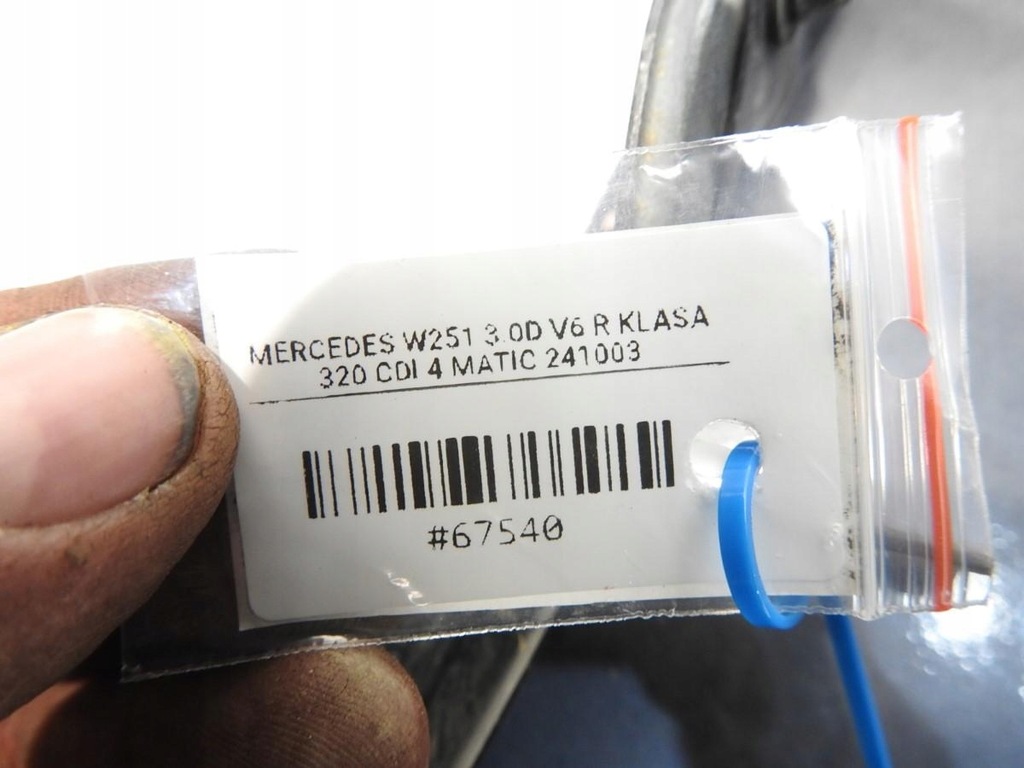 MERCEDES W251 3.0D V6 R KLASA
320 CDI 4 MATIC 241003
#67540